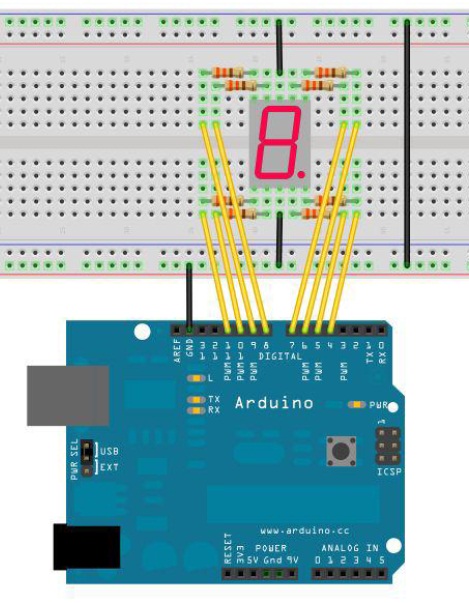 AREF
GND
13
12
11
10
9
8
7
6
5
4
3
2
1
0
PWM
PWM
PWM
PWM
PWM
PWM
TX
RX
DIGITAL
L
TX
RX
Arduino
PWR
1
PWR SEL
USB
EXT
ICSP
www.arduino.cc
POWER
ANALOG IN
RESET
3V3
5V
Gnd
9V
0
1
2
3
4
5